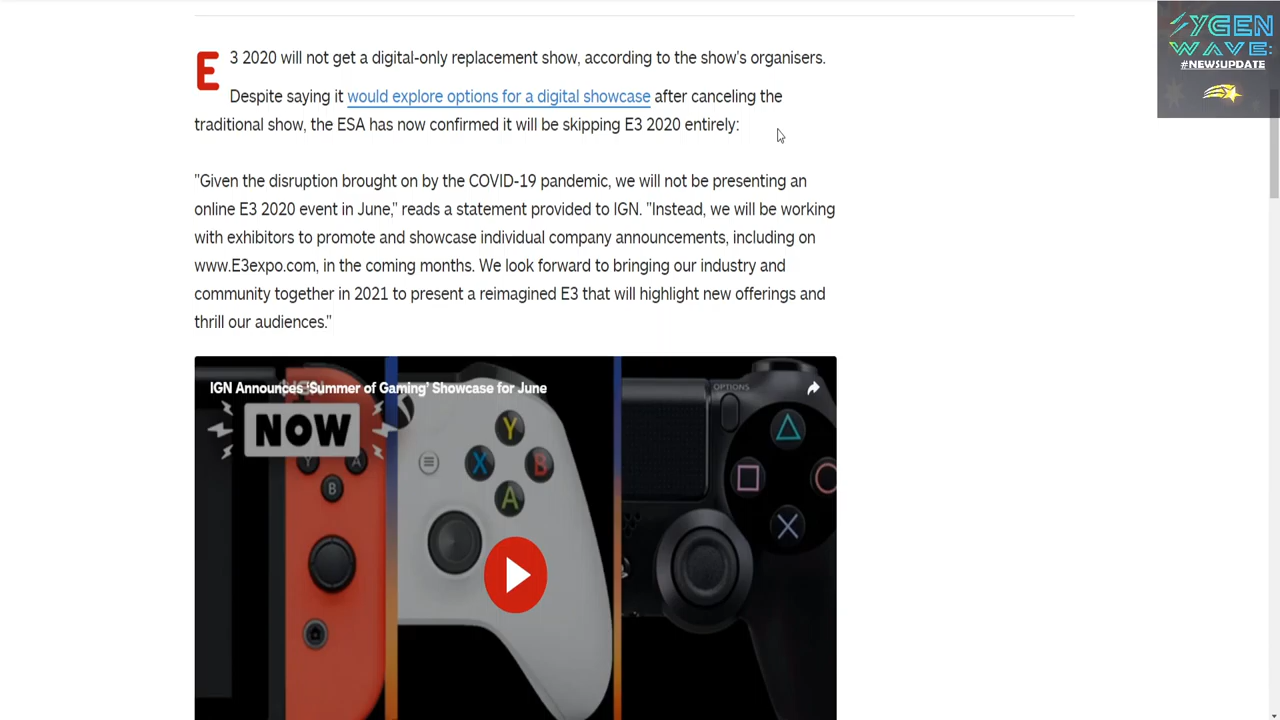 E3 2020 will not get a digital-only replacement show, according to the show's organisers.
Despite saying it would explore options for a digital showcase after canceling the
traditional show, the ESA has now confirmed it will be skipping E3 2020 entirely:
"Given the disruption brought on by the COVID-19 pandemic, we will not be presenting an
online E3 2020 event in June," reads a statement provided to IGN. "Instead, we will be working
with exhibitors to promote and showcase individual company announcements, including on
www.E3expo.com, in the coming months. We look forward to bringing our industry and
community together in 2021 to present a reimagined E3 that will highlight new offerings and
thrill our audiences."
IGN Announces 'Summer of Gaming' Showcase for June
NOW
Y
A
B
Y
X
B
A
OPTIONS
SYGEN
WAVE:
#NEWSUPDATE